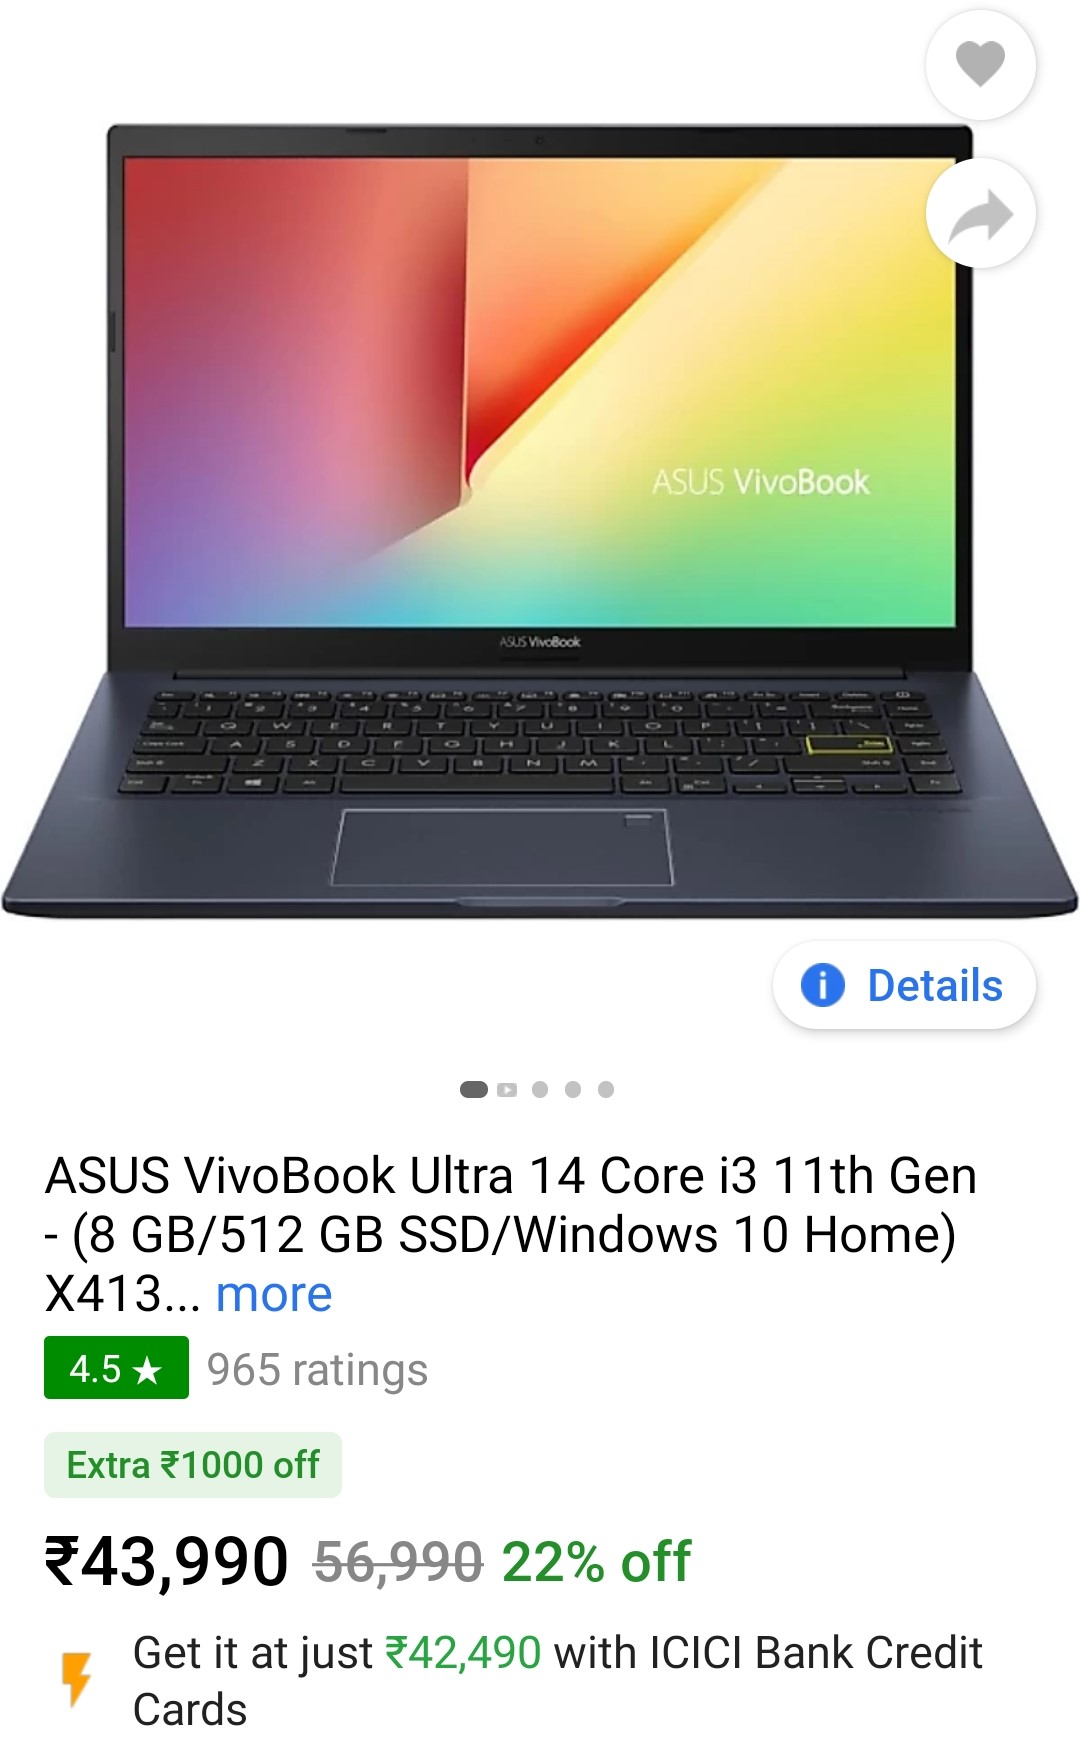 ASUS VivoBook
ASUS VivoBook
Details
ASUS VivoBook Ultra 14 Core i3 11th Gen
- (8 GB/512 GB SSD/Windows 10 Home)
X413... more
4.5 ★ 965 ratings
Extra ₹1000 off
₹43,990 56,990 22% off
Get it at just ₹42,490 with ICICI Bank Credit
Cards